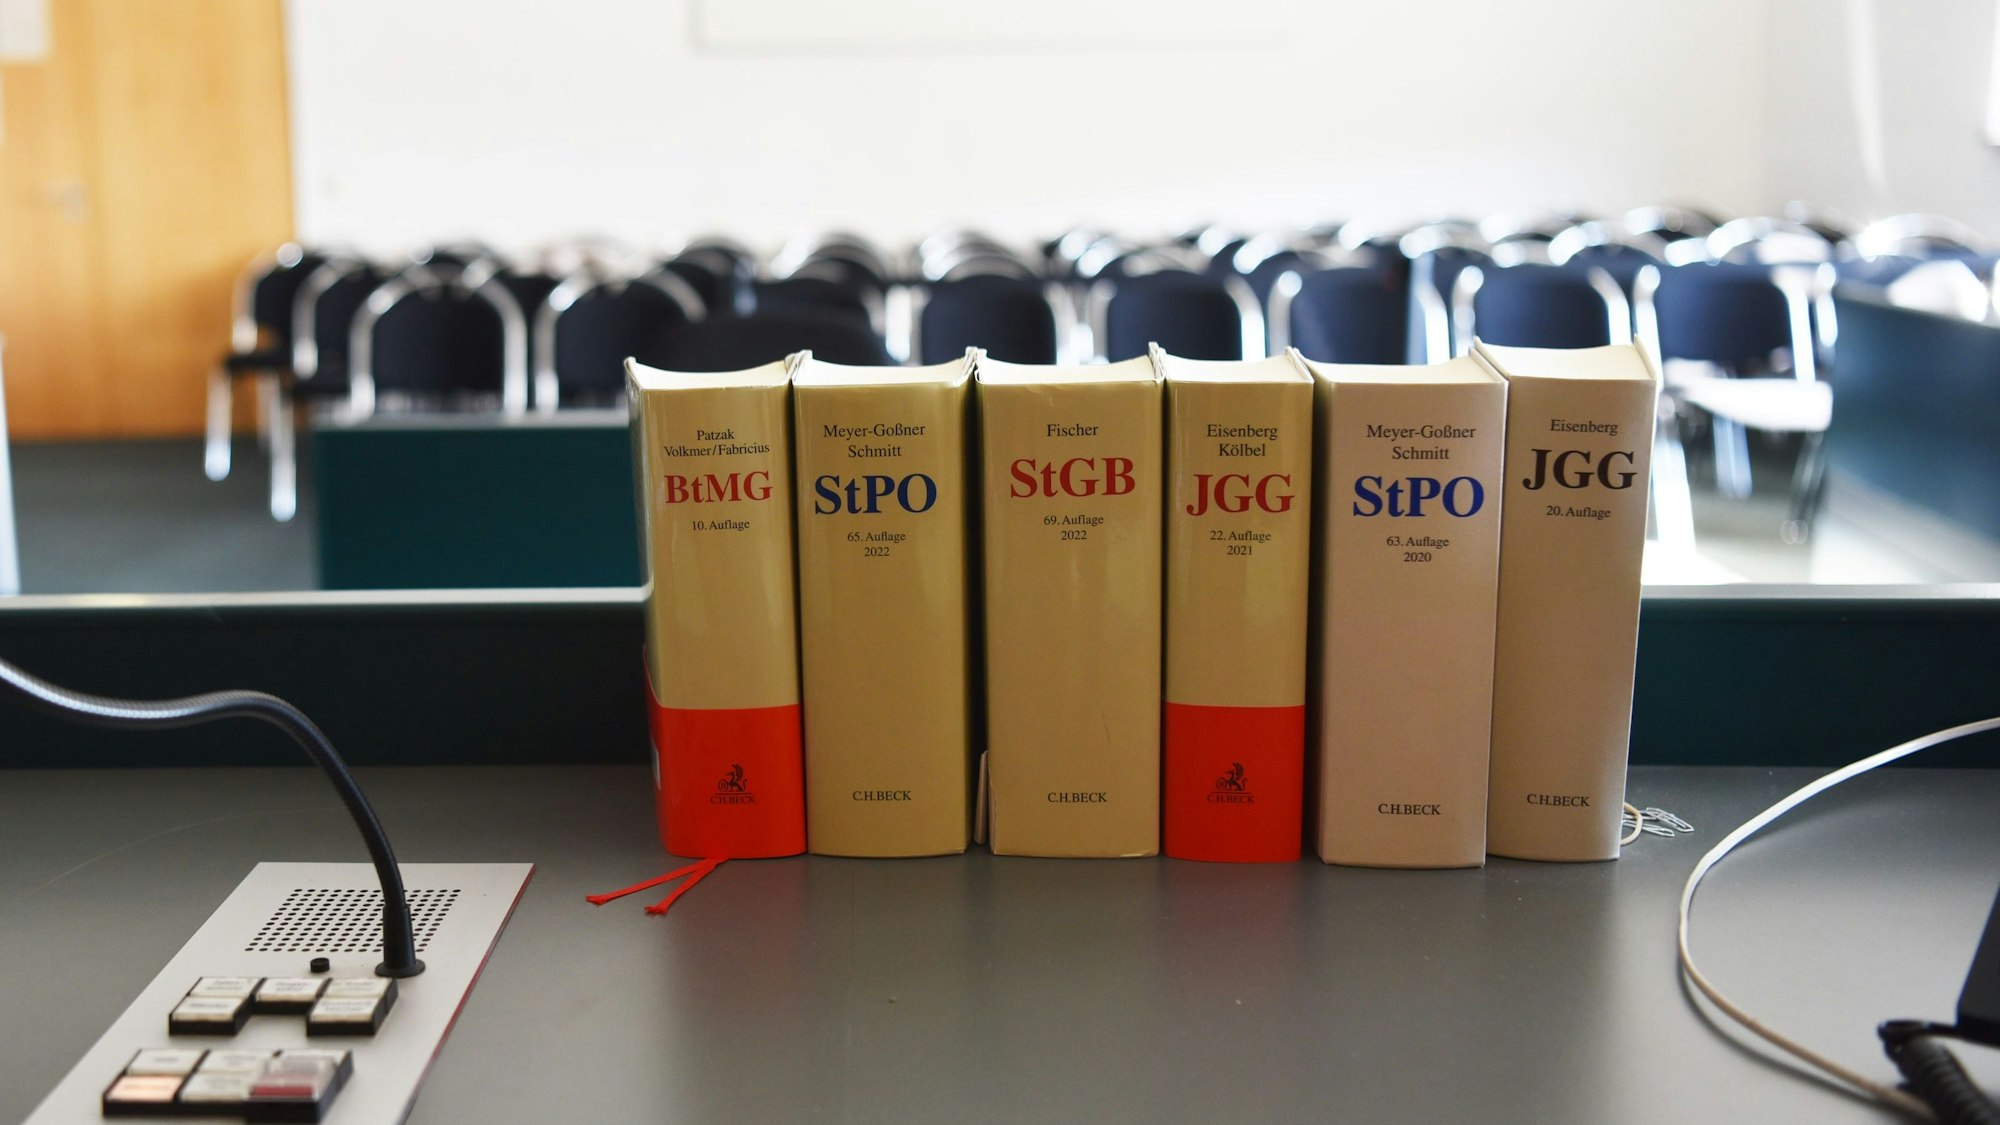 Patzak
Volkmer/Fabricius
BtMG
10. Auflage
C.H.BECK
Meyer-Goßner
Schmitt
StPO
65. Auflage
2022
C.H.BECK
Fischer
StGB
69. Auflage
2022
C.H.BECK
Eisenberg
Kölbel
JGG
22. Auflage
2021
C.H.BECK
Meyer-Goßner
Schmitt
StPO
63. Auflage
2020
C.H.BECK
Eisenberg
JGG
20. Auflage
C.H.BECK